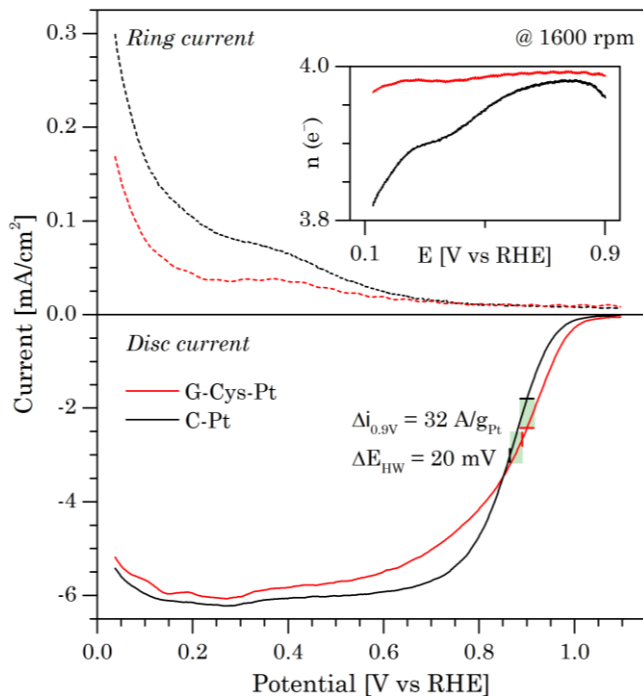 Ring current
@ 1600 rpm
0.3
0.2
0.1
0.0
4.0
3.8
n (e⁻)
0.1
0.9
E [V vs RHE]
Current [mA/cm²]
Disc current
G-Cys-Pt
C-Pt
Δi₀.₉V = 32 A/gPt
ΔEHW = 20 mV
-2
-4
-6
0.0 0.2 0.4 0.6 0.8 1.0
Potential [V vs RHE]